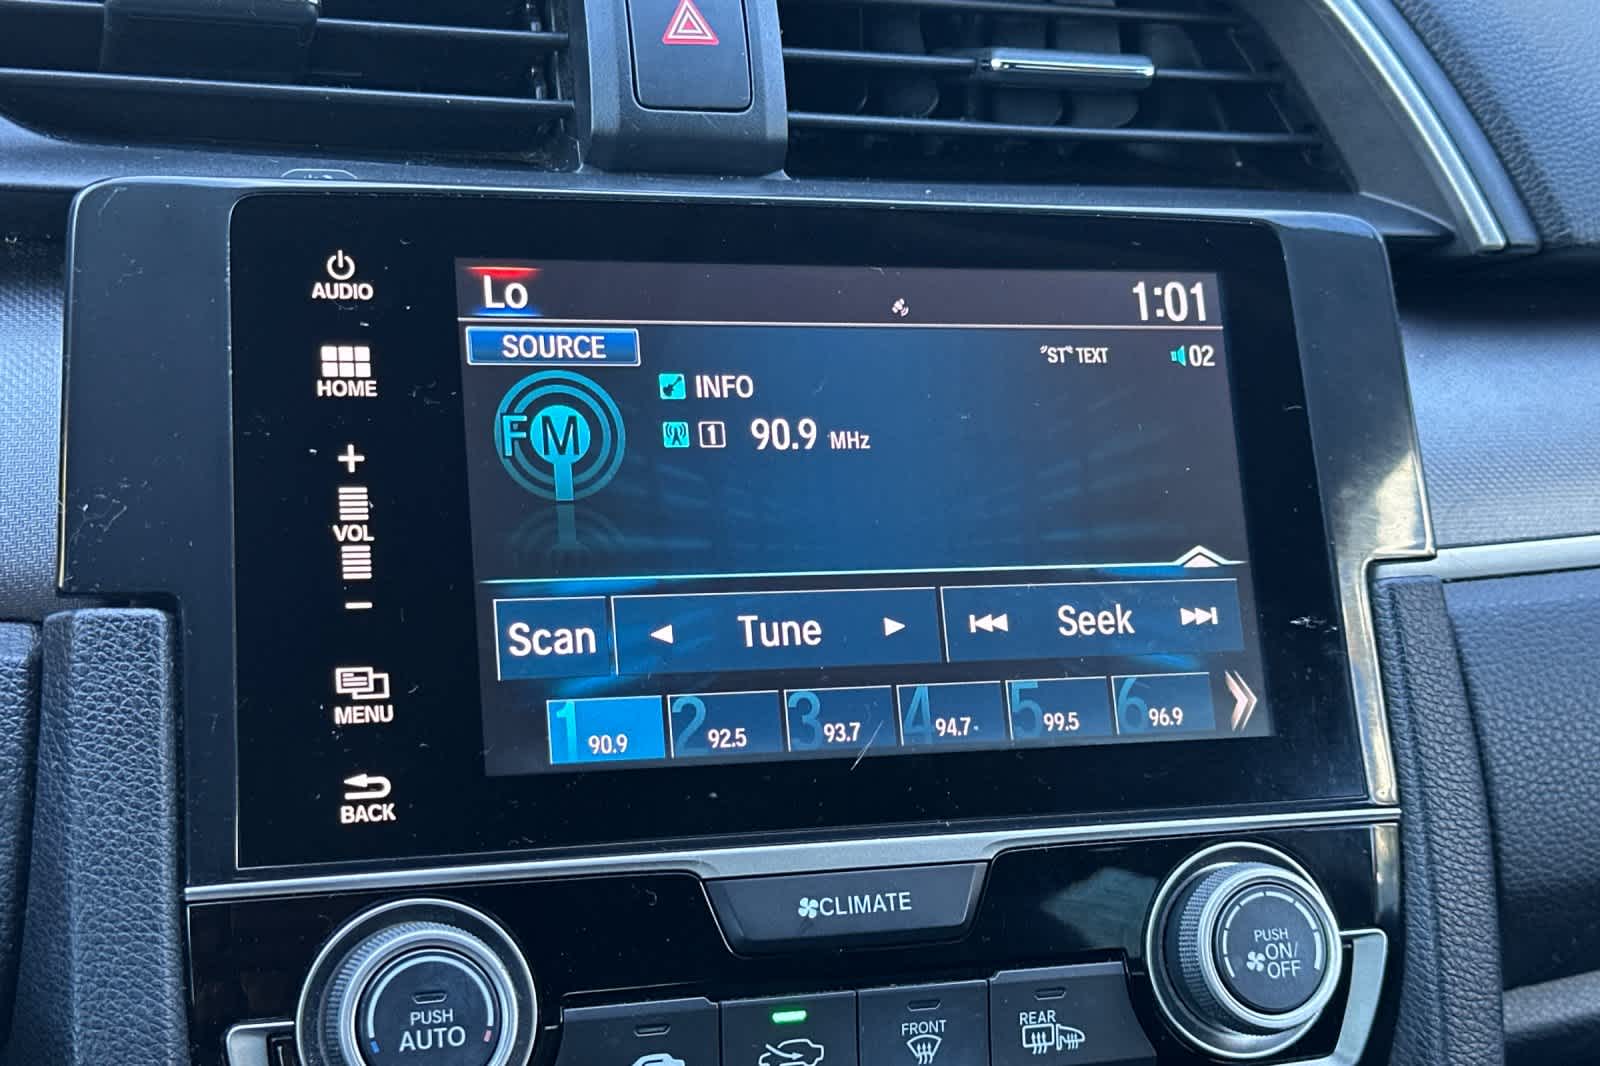 AUDIO
HOME
+
VOL
−
MENU
BACK
Lo
1:01
SOURCE
"ST" TEXT
02
FM
INFO
1 90.9 MHz
Scan
Tune
Seek
1 90.9
2 92.5
3 93.7
4 94.7
5 99.5
6 96.9
CLIMATE
PUSH
AUTO
PUSH
ON/
OFF
FRONT
REAR